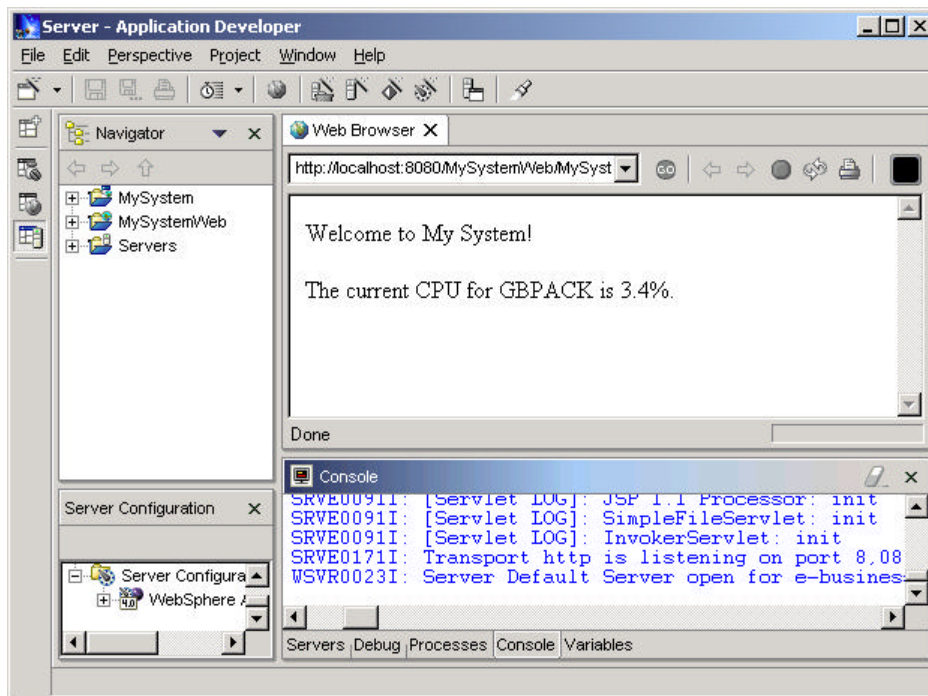 Server - Application Developer
File Edit Perspective Project Window Help
Navigator
MySystem
MySystemWeb
Servers
Web Browser
http://localhost:8080/MySystemWeb/MySyst
GO
Welcome to My System!
The current CPU for GBPACK is 3.4%.
Done
Server Configuration
Server Configura
4.0 WebSphere A
Console
SRVE0091I: [Servlet LOG]: JSP 1.1 Processor: init
SRVE0091I: [Servlet LOG]: SimpleFileServlet: init
SRVE0091I: [Servlet LOG]: InvokerServlet: init
SRVE0171I: Transport http is listening on port 8,08
WSVR0023I: Server Default Server open for e-busines
Servers Debug Processes Console Variables